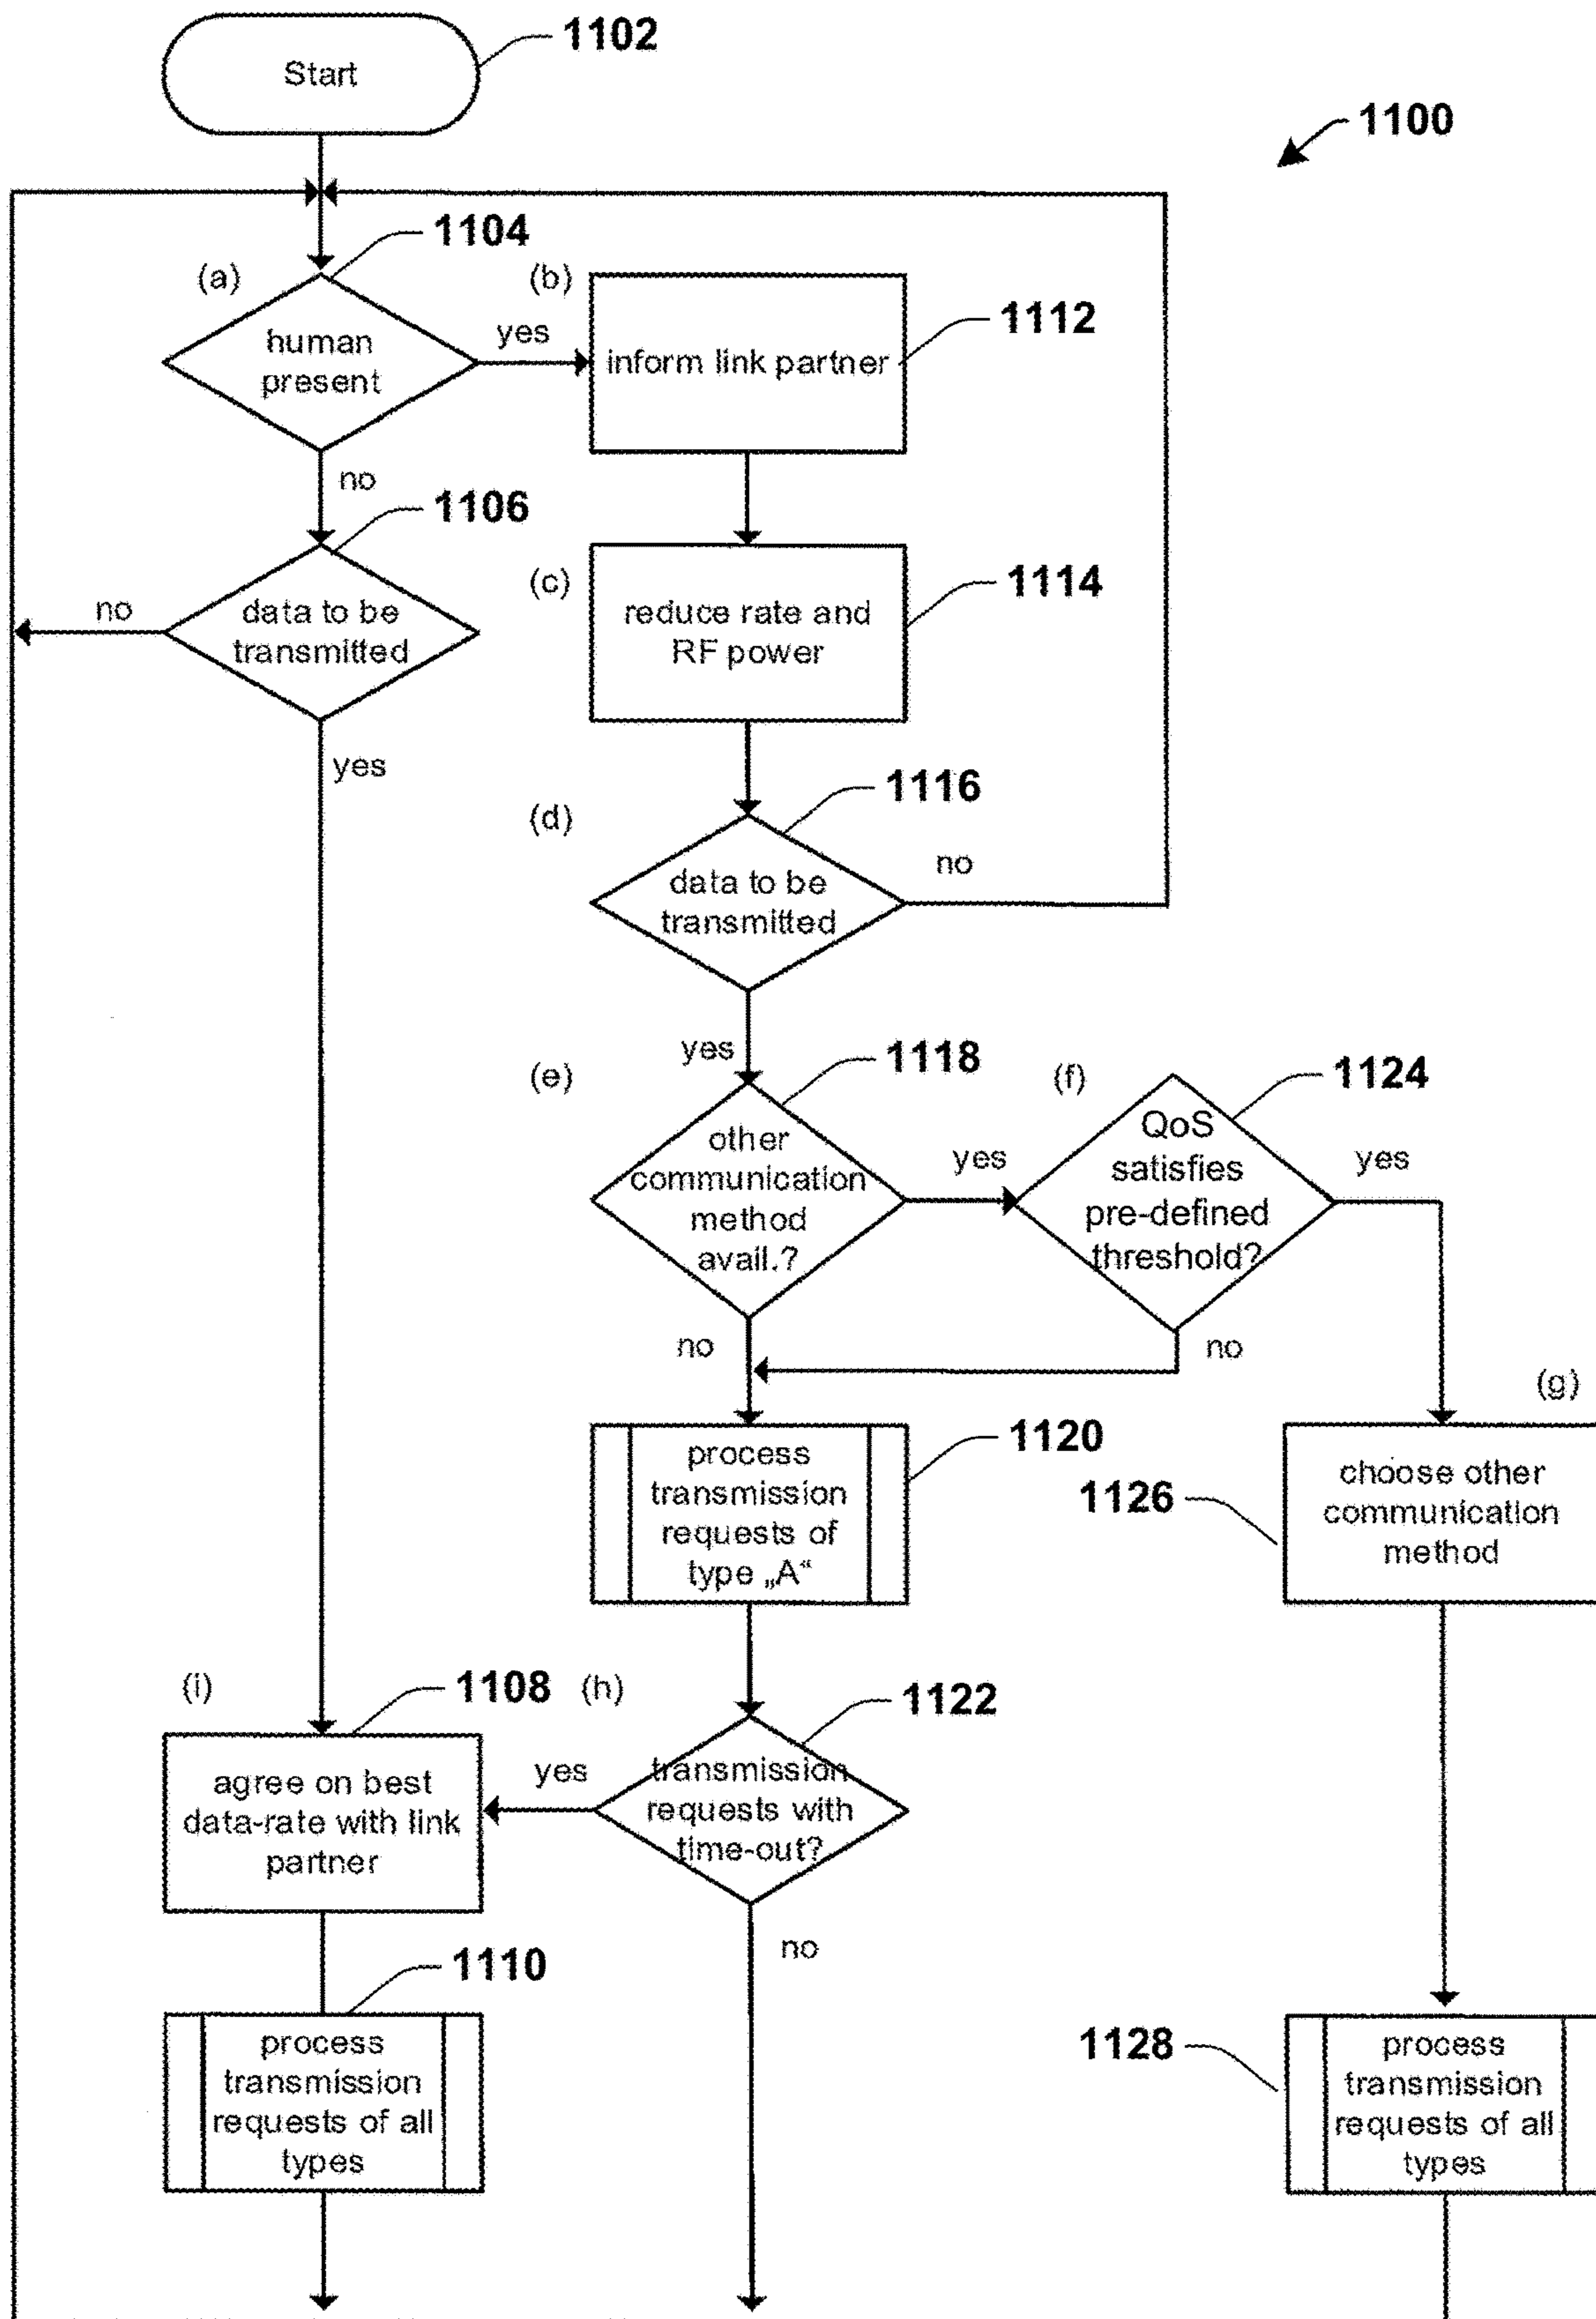 1102
Start
1100
1104
(a)
human
present
yes
(b)
1112
inform link partner
no
1106
data to be
transmitted
no
yes
(c)
1114
reduce rate and
RF power
1116
(d)
data to be
transmitted
no
yes
1118
(e)
other
communication
method
avail.?
yes
no
(f)
1124
QoS
satisfies
pre-defined
threshold?
yes
no
(g)
1120
process
transmission
requests of
type „A“
1126
choose other
communication
method
(i)
1108
agree on best
data-rate with link
partner
(h)
1122
transmission
requests with
time-out?
yes
no
1110
process
transmission
requests of all
types
1128
process
transmission
requests of all
types